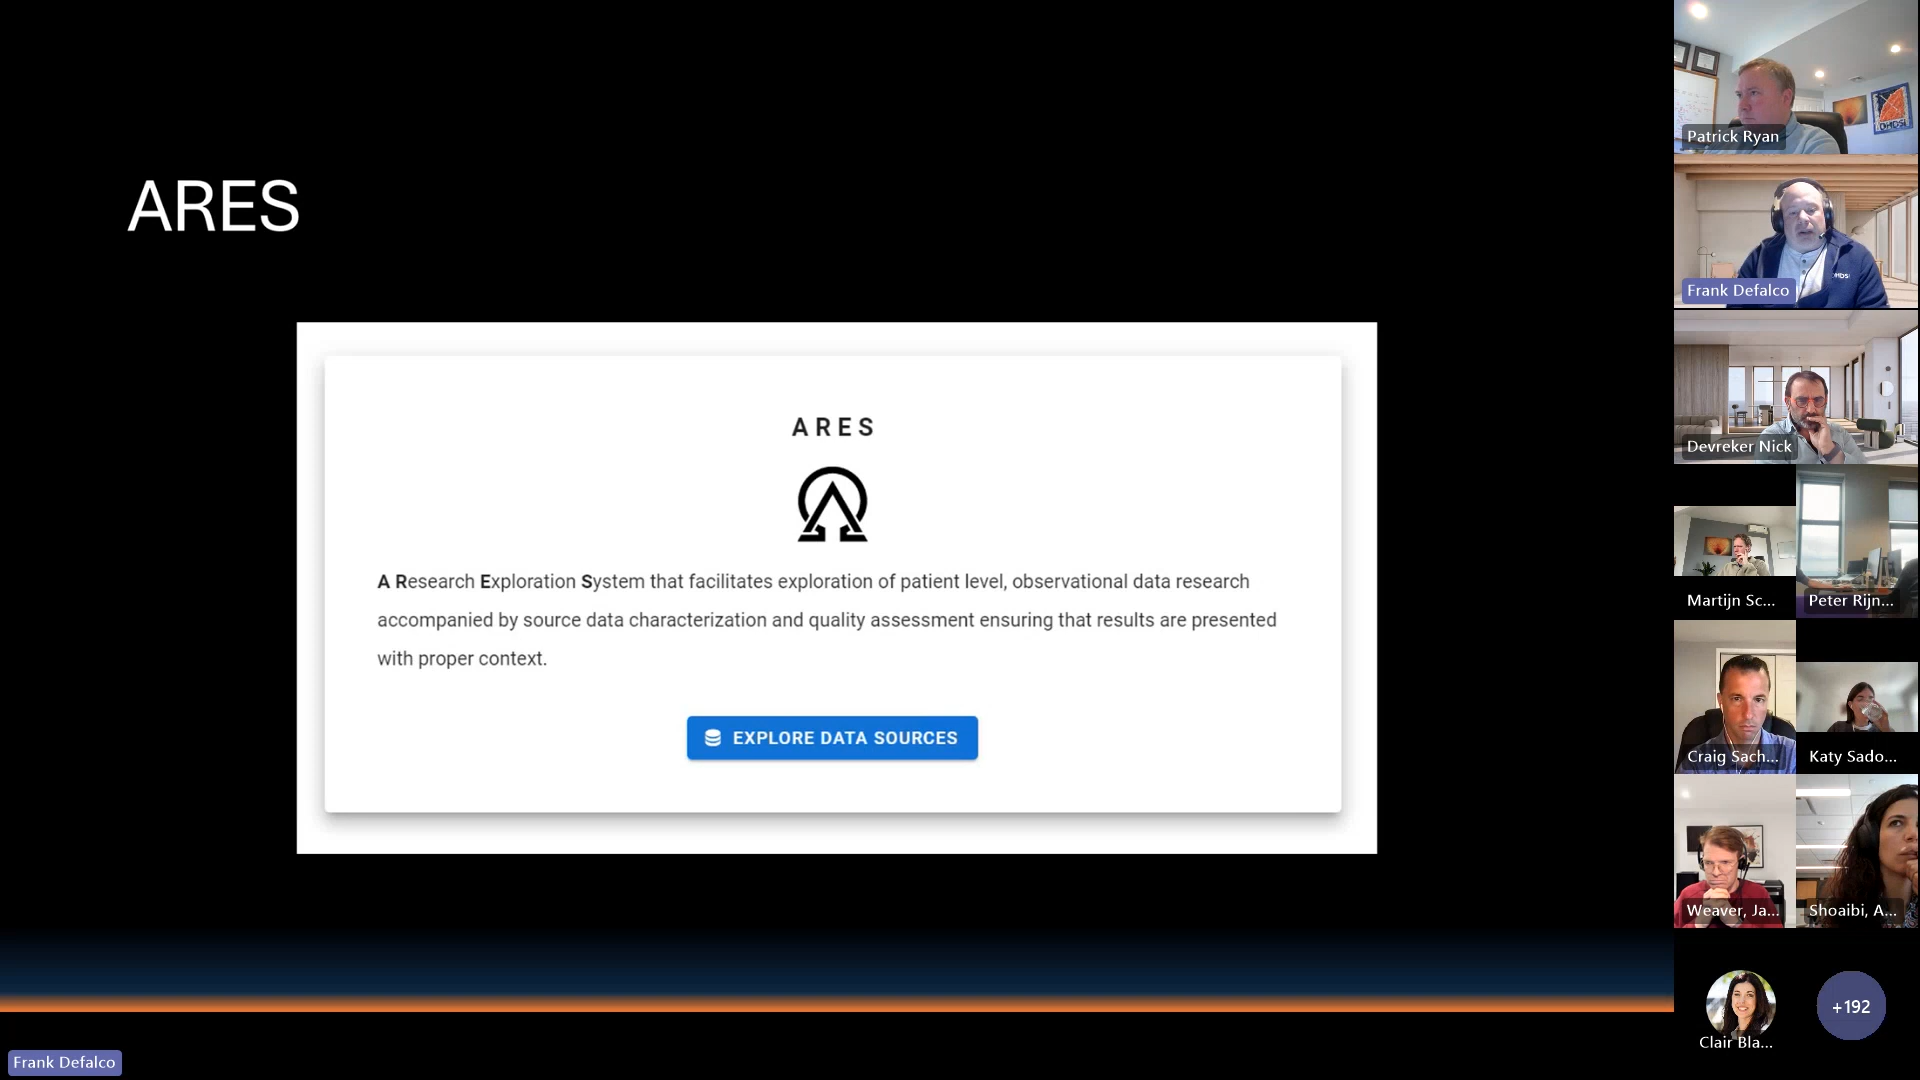 ARES
ARES
A Research Exploration System that facilitates exploration of patient level, observational data research
accompanied by source data characterization and quality assessment ensuring that results are presented
with proper context.
EXPLORE DATA SOURCES
Frank Defalco
OHDSI
Patrick Ryan
OHDSI
Frank Defalco
Devreker Nick
Martijn Sc...
Peter Rijn...
Craig Sach...
Katy Sado...
Weaver, Ja...
Shoaibi, A...
Clair Bla...
+192